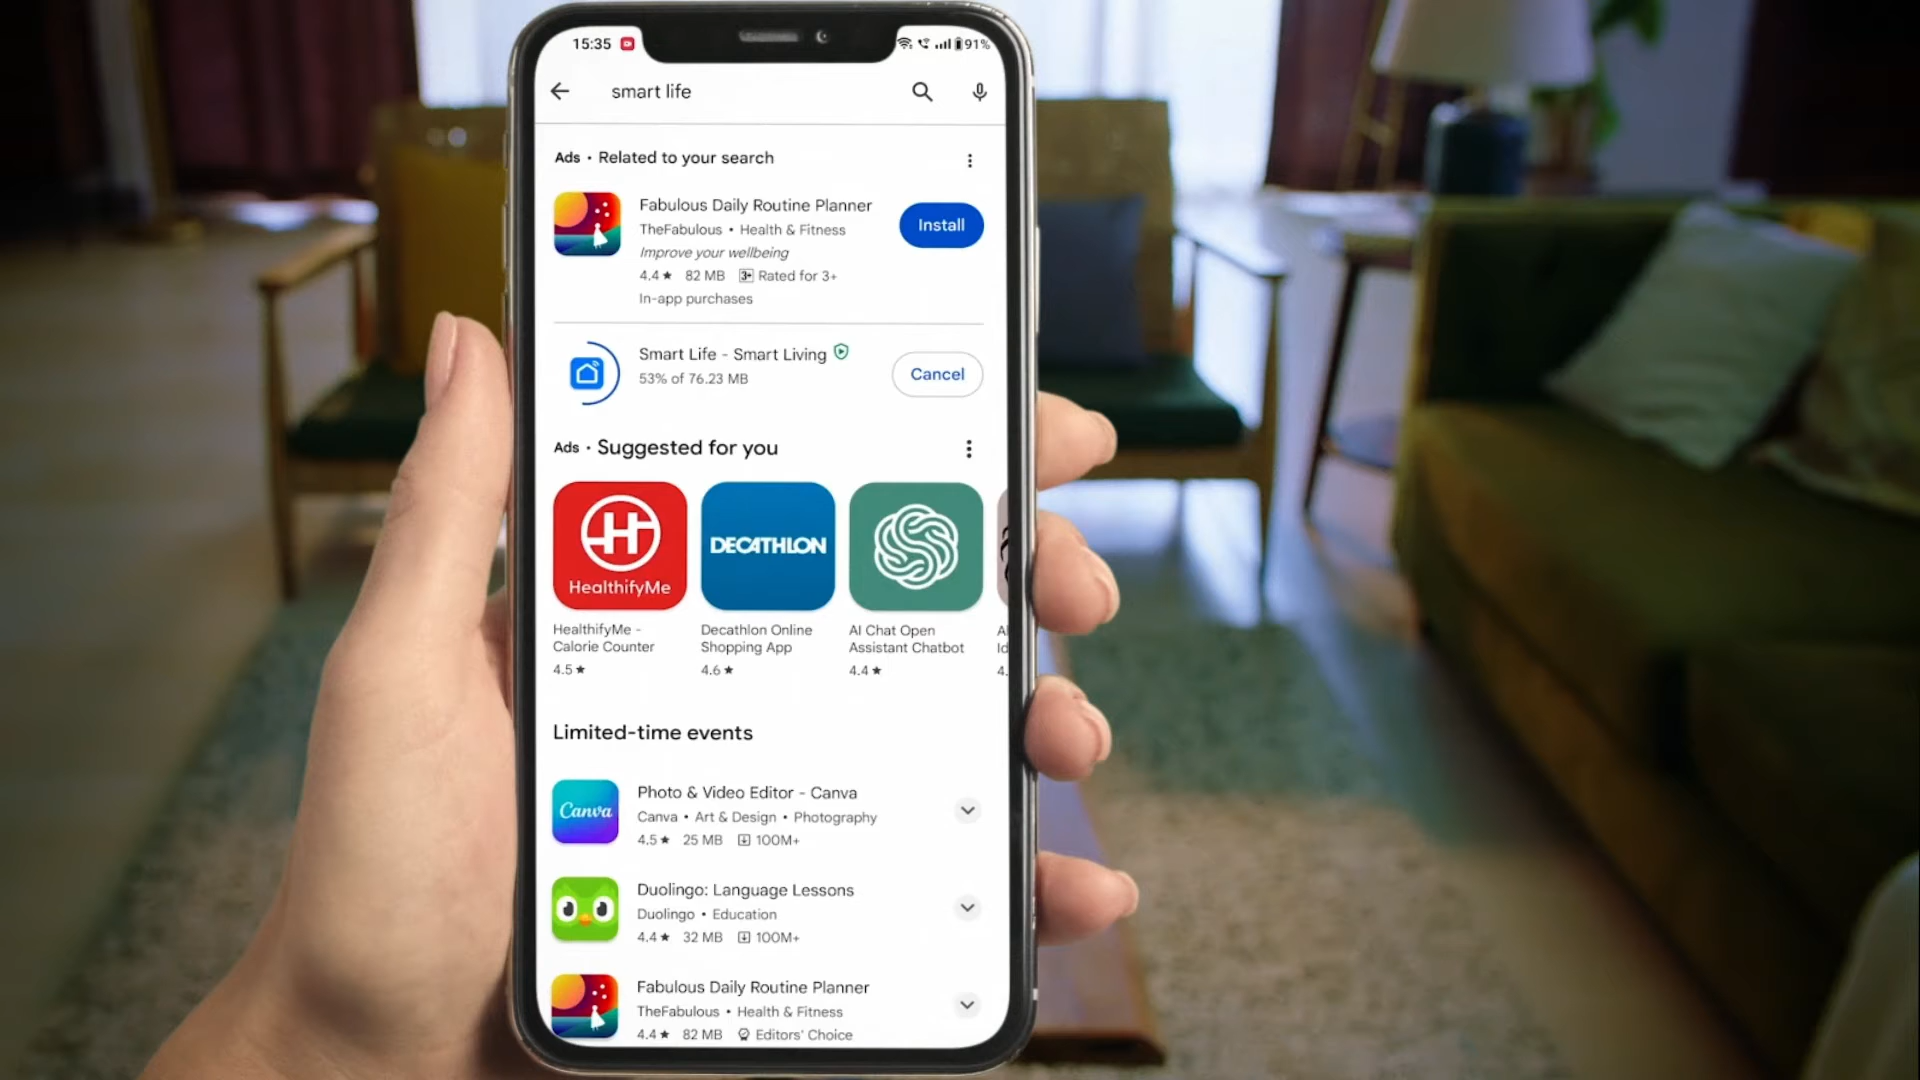 15:35
91%
smart life
Ads • Related to your search
Fabulous Daily Routine Planner
TheFabulous • Health & Fitness
Improve your wellbeing
4.4★ 82 MB 3+ Rated for 3+
In-app purchases
Install
Smart Life - Smart Living
53% of 76.23 MB
Cancel
Ads • Suggested for you
HealthifyMe
DECATHLON
HealthifyMe -
Calorie Counter
4.5★
Decathlon Online
Shopping App
4.6★
AI Chat Open
Assistant Chatbot
4.4★
Limited-time events
Canva
Photo & Video Editor - Canva
Canva • Art & Design • Photography
4.5★ 25 MB 100M+
Duolingo: Language Lessons
Duolingo • Education
4.4★ 32 MB 100M+
Fabulous Daily Routine Planner
TheFabulous • Health & Fitness
4.4★ 82 MB Editors' Choice